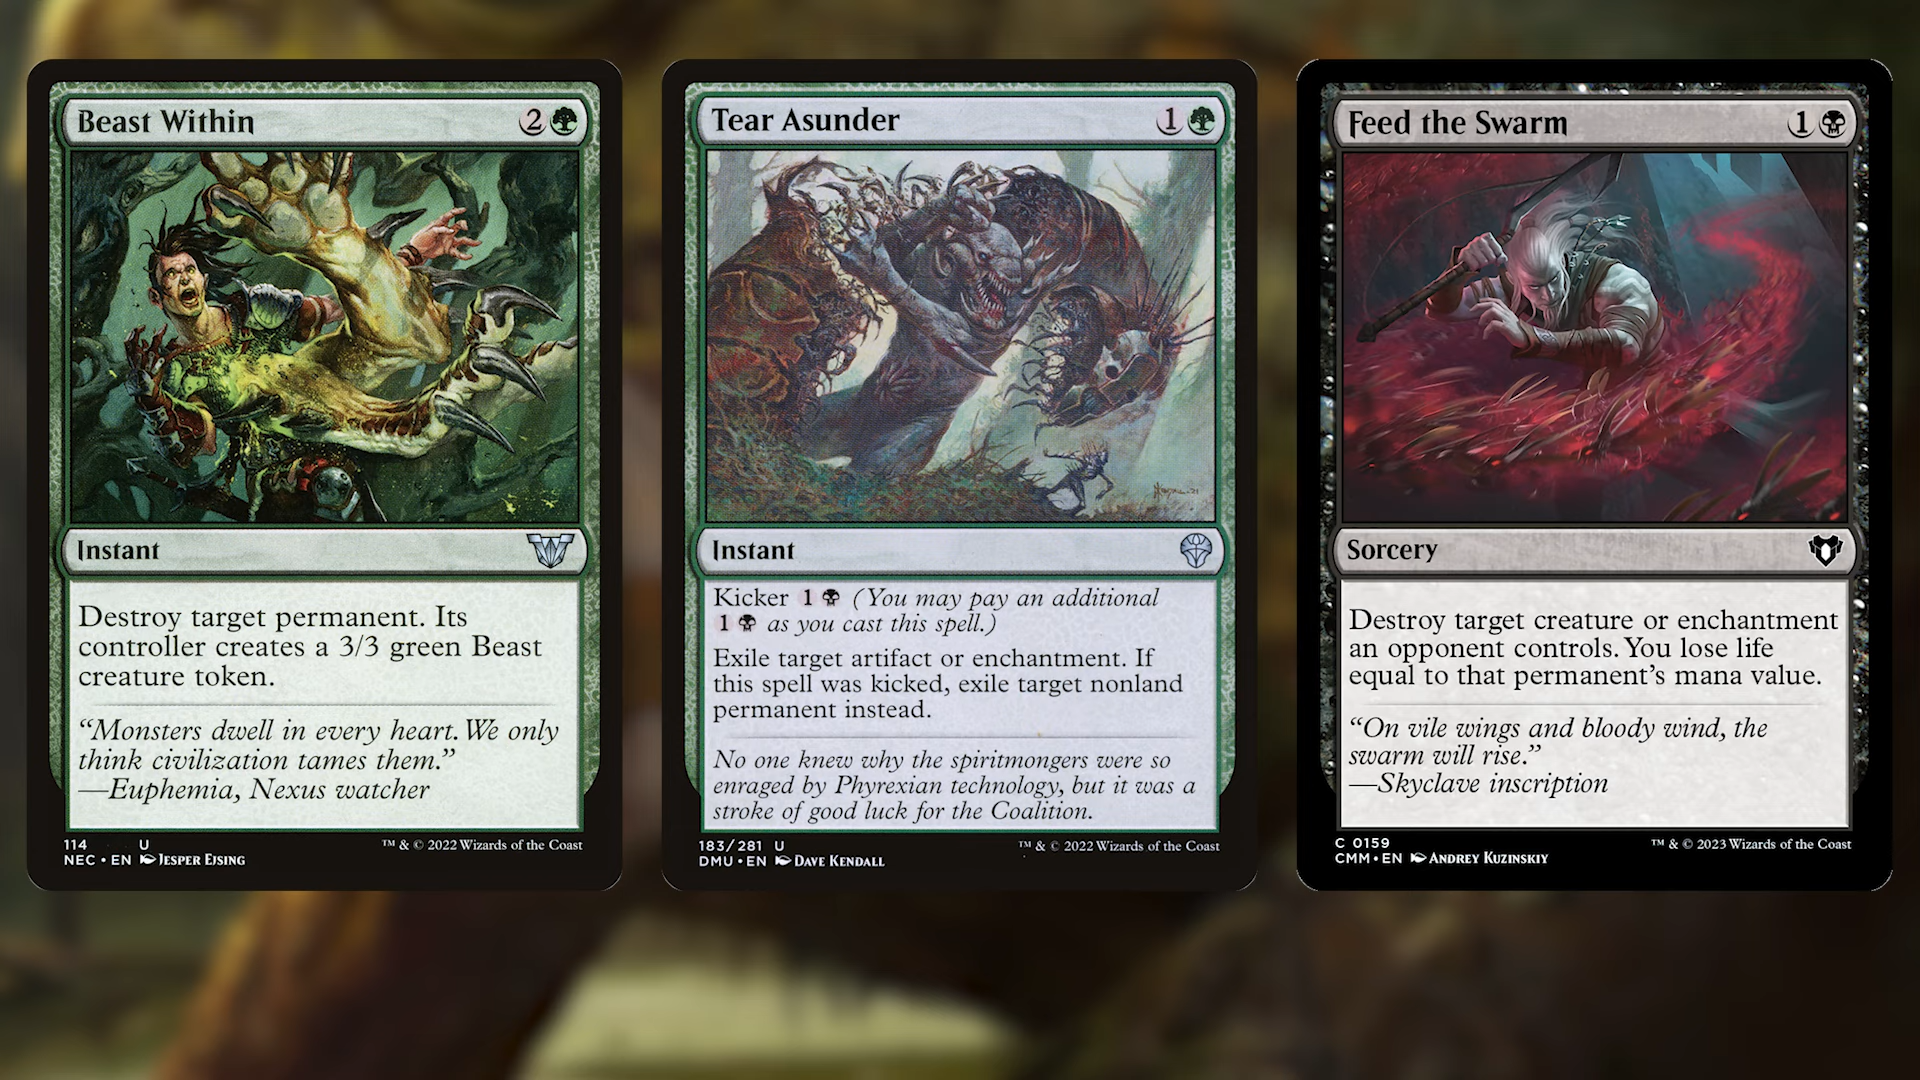 Beast Within 2
Instant
Destroy target permanent. Its
controller creates a 3/3 green Beast
creature token.
“Monsters dwell in every heart. We only
think civilization tames them.”
—Euphemia, Nexus watcher
114 U
NEC • EN Jesper Ejsing
™ & © 2022 Wizards of the Coast
Tear Asunder 1
Instant
Kicker 1 (You may pay an additional
1 as you cast this spell.)
Exile target artifact or enchantment. If
this spell was kicked, exile target nonland
permanent instead.
No one knew why the spiritmongers were so
enraged by Phyrexian technology, but it was a
stroke of good luck for the Coalition.
183/281 U
DMU • EN Dave Kendall
™ & © 2022 Wizards of the Coast
Feed the Swarm 1
Sorcery
Destroy target creature or enchantment
an opponent controls. You lose life
equal to that permanent’s mana value.
“On vile wings and bloody wind, the
swarm will rise.”
—Skyclave inscription
C 0159
CMM • EN Andrey Kuzinskiy
™ & © 2023 Wizards of the Coast